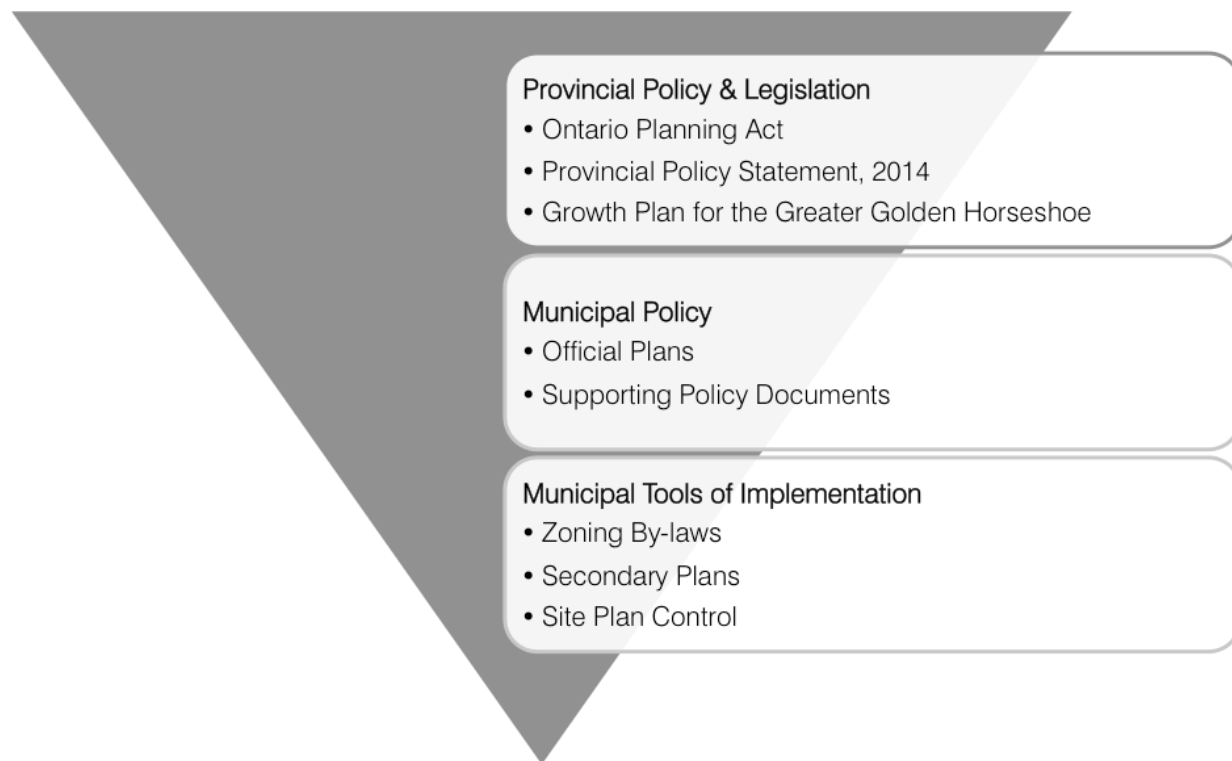 Provincial Policy & Legislation
• Ontario Planning Act
• Provincial Policy Statement, 2014
• Growth Plan for the Greater Golden Horseshoe
Municipal Policy
• Official Plans
• Supporting Policy Documents
Municipal Tools of Implementation
• Zoning By-laws
• Secondary Plans
• Site Plan Control